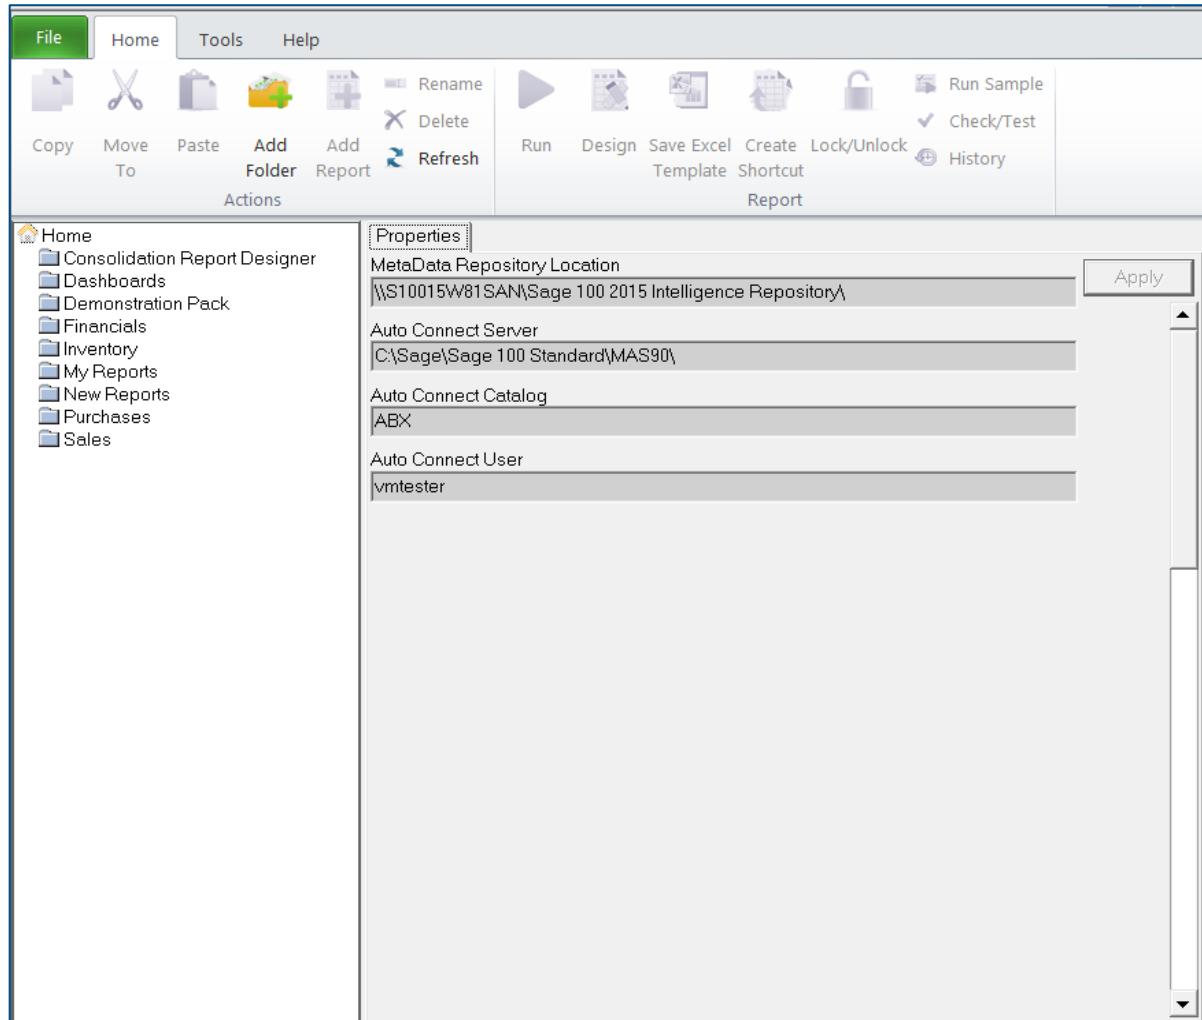 File Home Tools Help
Copy
Move To
Paste
Add Folder
Add Report
Rename
Delete
Refresh
Actions
Run
Design
Save Excel Template
Create Shortcut
Lock/Unlock
Run Sample
Check/Test
History
Report
Home
Consolidation Report Designer
Dashboards
Demonstration Pack
Financials
Inventory
My Reports
New Reports
Purchases
Sales
Properties
MetaData Repository Location
\\S10015W81SAN\Sage 100 2015 Intelligence Repository\
Apply
Auto Connect Server
C:\Sage\Sage 100 Standard\MAS90\
Auto Connect Catalog
ABX
Auto Connect User
vmtester